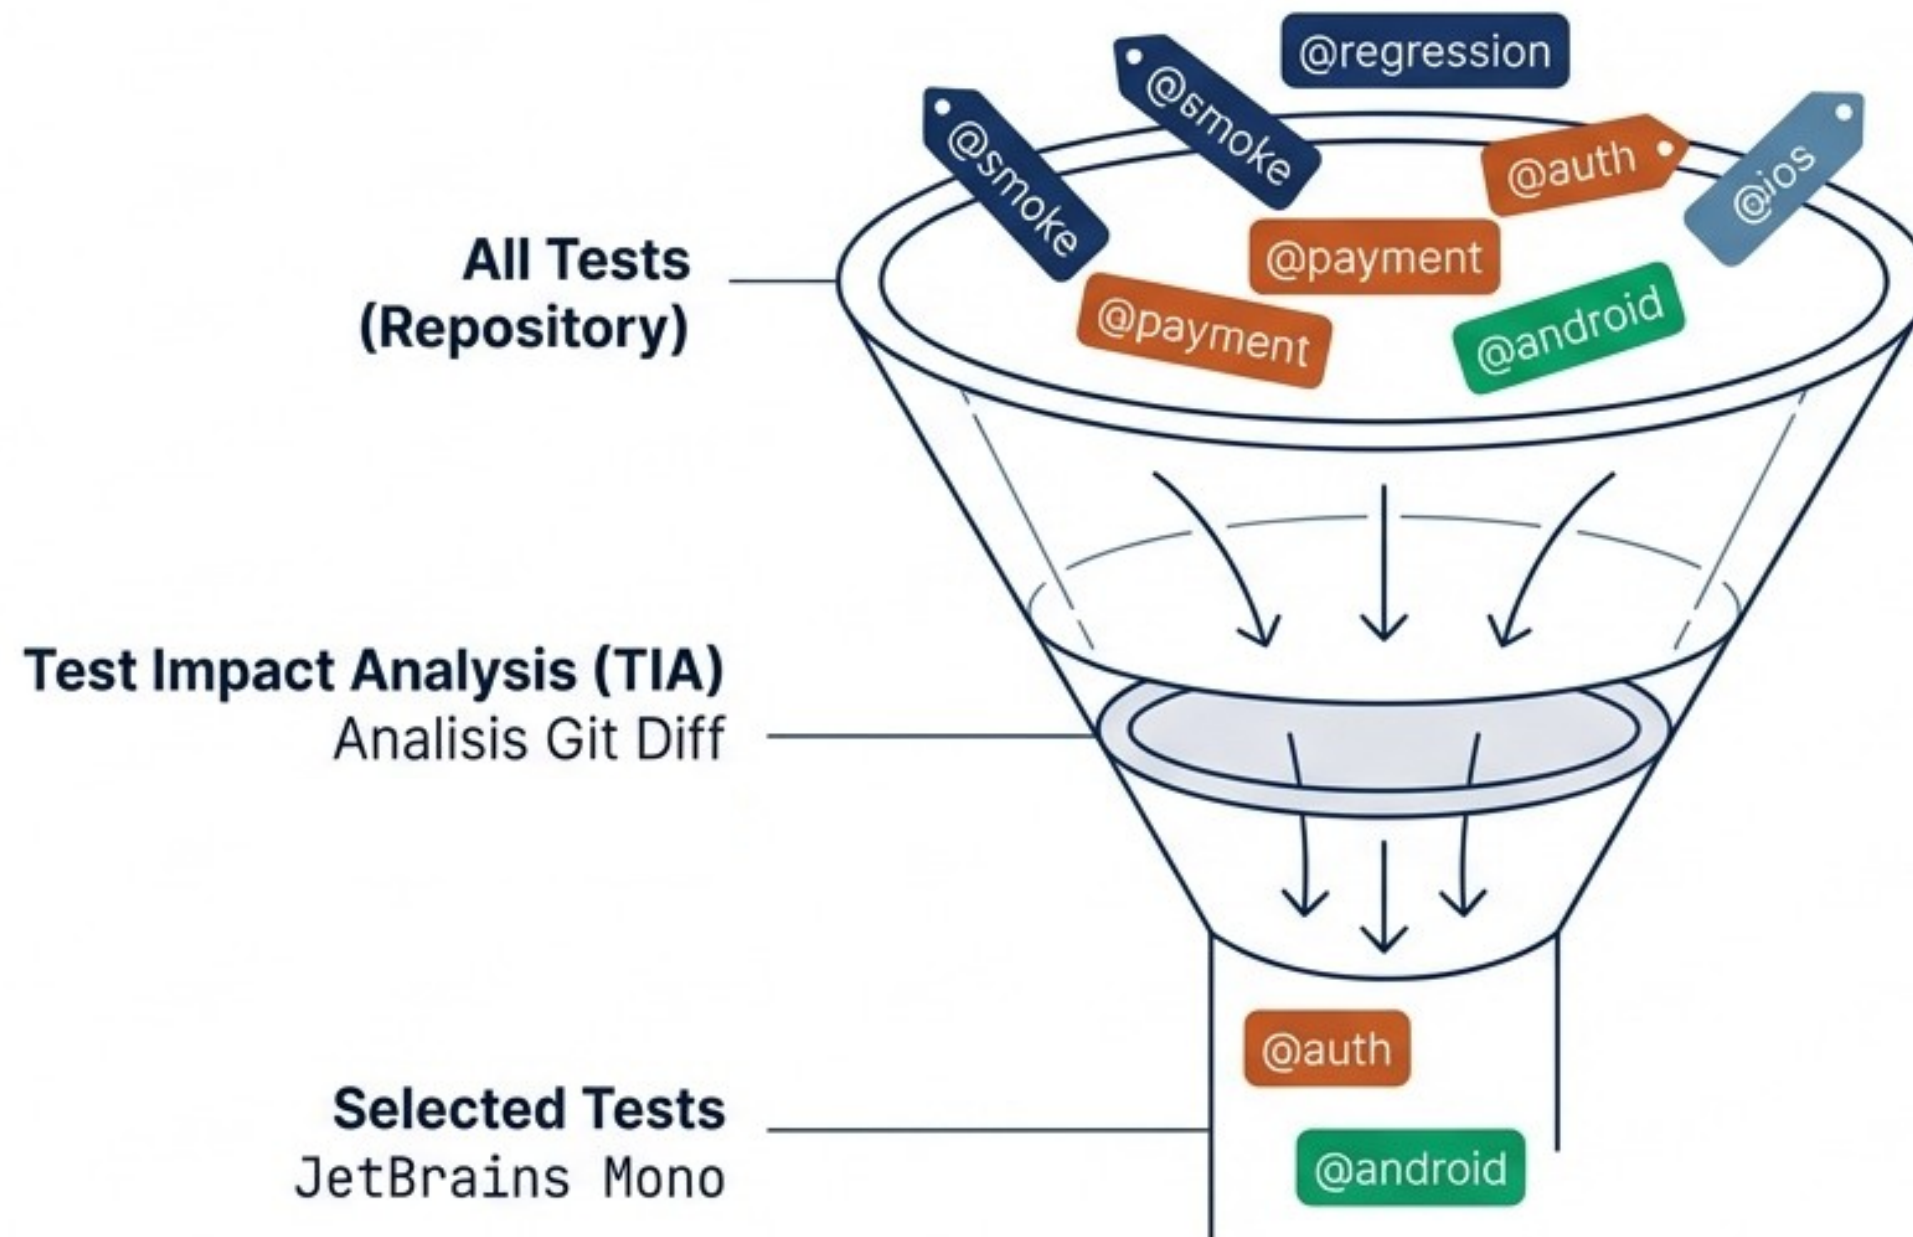 @regression
@smoke
@smoke
@auth
@ios
@payment
@payment
@android
All Tests
(Repository)
Test Impact Analysis (TIA)
Analisis Git Diff
@auth
Selected Tests
JetBrains Mono
@android